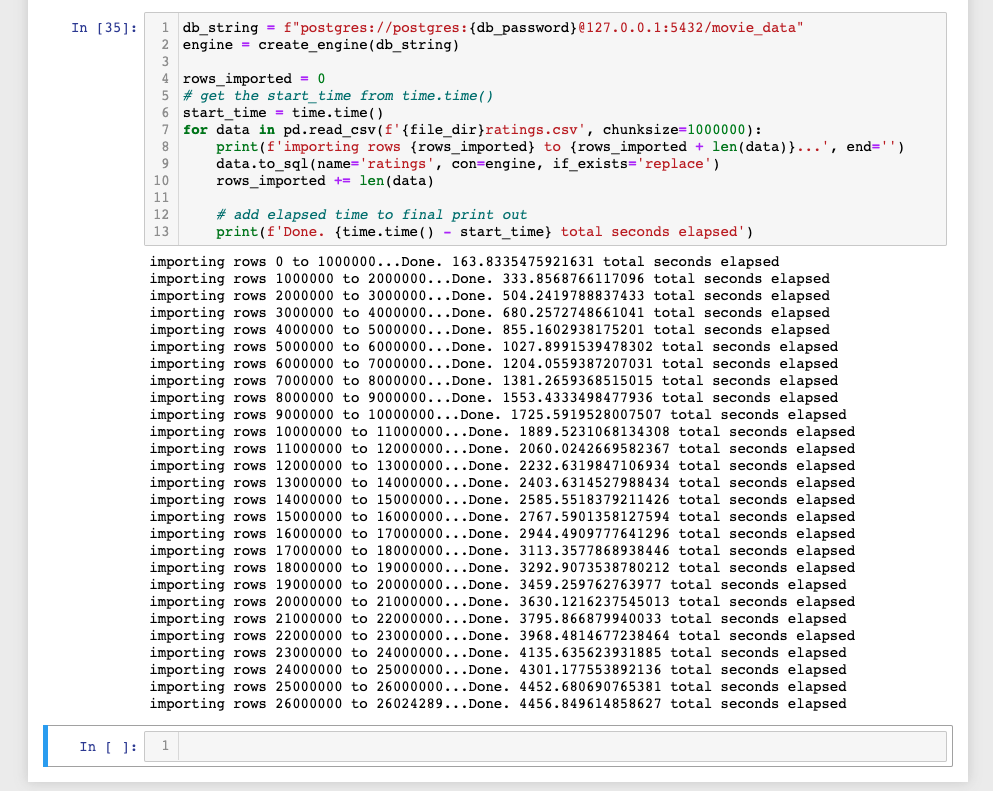 In [35]:
1 db_string = f"postgres://postgres:{db_password}@127.0.0.1:5432/movie_data"
2 engine = create_engine(db_string)
3
4 rows_imported = 0
5 # get the start_time from time.time()
6 start_time = time.time()
7 for data in pd.read_csv(f'{file_dir}ratings.csv', chunksize=1000000):
8     print(f'importing rows {rows_imported} to {rows_imported + len(data)}...', end='')
9     data.to_sql(name='ratings', con=engine, if_exists='replace')
10     rows_imported += len(data)
11
12     # add elapsed time to final print out
13     print(f'Done. {time.time() - start_time} total seconds elapsed')
importing rows 0 to 1000000...Done. 163.8335475921631 total seconds elapsed
importing rows 1000000 to 2000000...Done. 333.8568766117096 total seconds elapsed
importing rows 2000000 to 3000000...Done. 504.2419788837433 total seconds elapsed
importing rows 3000000 to 4000000...Done. 680.2572748661041 total seconds elapsed
importing rows 4000000 to 5000000...Done. 855.1602938175201 total seconds elapsed
importing rows 5000000 to 6000000...Done. 1027.8991539478302 total seconds elapsed
importing rows 6000000 to 7000000...Done. 1204.0559387207031 total seconds elapsed
importing rows 7000000 to 8000000...Done. 1381.2659368515015 total seconds elapsed
importing rows 8000000 to 9000000...Done. 1553.4333498477936 total seconds elapsed
importing rows 9000000 to 10000000...Done. 1725.5919528007507 total seconds elapsed
importing rows 10000000 to 11000000...Done. 1889.5231068134308 total seconds elapsed
importing rows 11000000 to 12000000...Done. 2060.0242669582367 total seconds elapsed
importing rows 12000000 to 13000000...Done. 2232.6319847106934 total seconds elapsed
importing rows 13000000 to 14000000...Done. 2403.6314527988434 total seconds elapsed
importing rows 14000000 to 15000000...Done. 2585.5518379211426 total seconds elapsed
importing rows 15000000 to 16000000...Done. 2767.5901358127594 total seconds elapsed
importing rows 16000000 to 17000000...Done. 2944.4909777641296 total seconds elapsed
importing rows 17000000 to 18000000...Done. 3113.3577868938446 total seconds elapsed
importing rows 18000000 to 19000000...Done. 3292.9073538780212 total seconds elapsed
importing rows 19000000 to 20000000...Done. 3459.259762763977 total seconds elapsed
importing rows 20000000 to 21000000...Done. 3630.1216237545013 total seconds elapsed
importing rows 21000000 to 22000000...Done. 3795.866879940033 total seconds elapsed
importing rows 22000000 to 23000000...Done. 3968.4814677238464 total seconds elapsed
importing rows 23000000 to 24000000...Done. 4135.635623931885 total seconds elapsed
importing rows 24000000 to 25000000...Done. 4301.177553892136 total seconds elapsed
importing rows 25000000 to 26000000...Done. 4452.680690765381 total seconds elapsed
importing rows 26000000 to 26024289...Done. 4456.849614858627 total seconds elapsed
In [ ]: 1